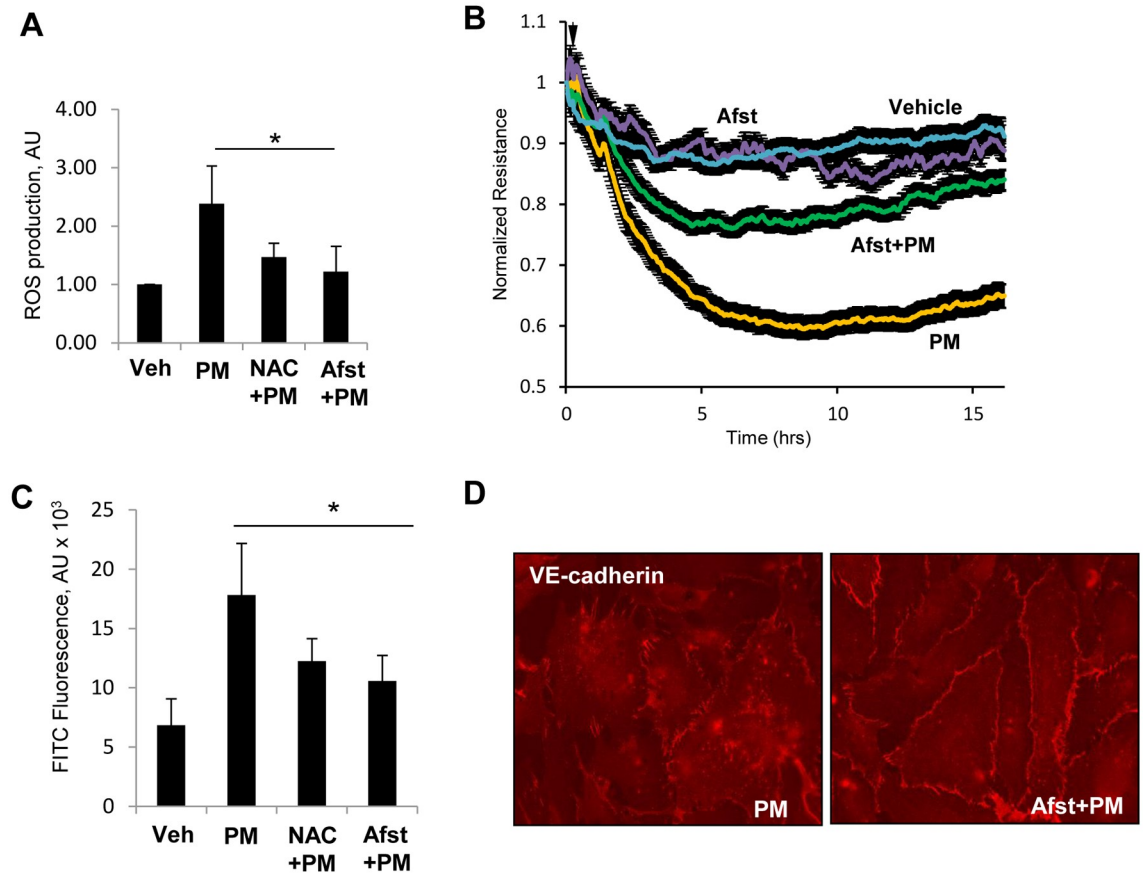 A
ROS production, AU
4.00
3.00
2.00
1.00
0.00
*
Veh
PM
NAC
+PM
Afst
+PM
B
Normalized Resistance
1.1
1
0.9
0.8
0.7
0.6
0.5
Afst
Vehicle
Afst+PM
PM
0
5
10
15
Time (hrs)
C
FITC Fluorescence, AU x 10³
25
20
15
10
5
0
*
Veh
PM
NAC
+PM
Afst
+PM
D
VE-cadherin
PM
Afst+PM